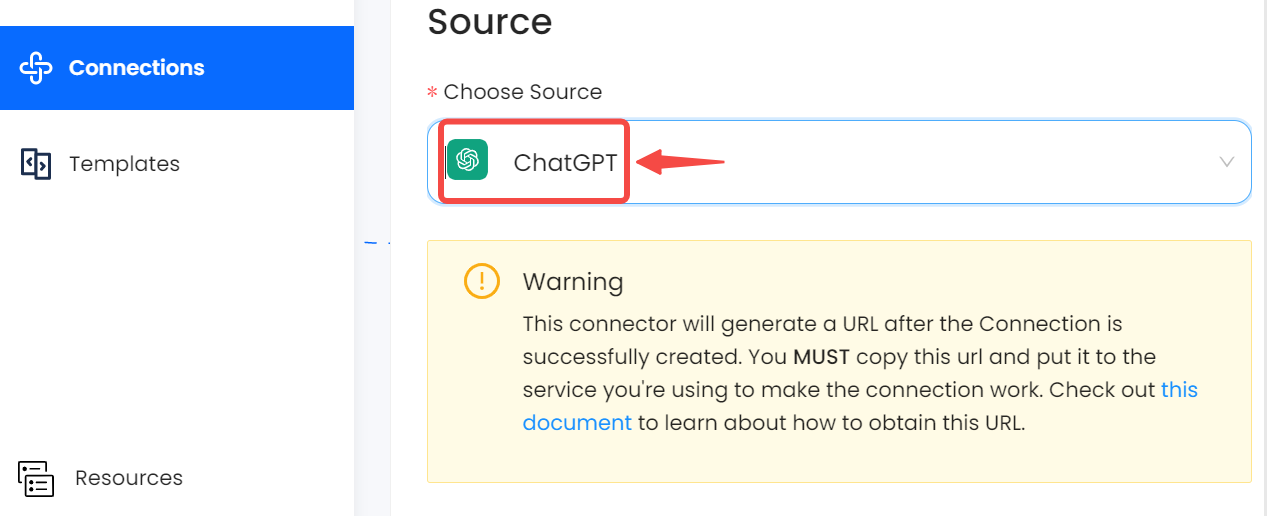 Source
Connections
* Choose Source
ChatGPT
Templates
Warning
This connector will generate a URL after the Connection is
successfully created. You MUST copy this url and put it to the
service you're using to make the connection work. Check out this
document to learn about how to obtain this URL.
Resources